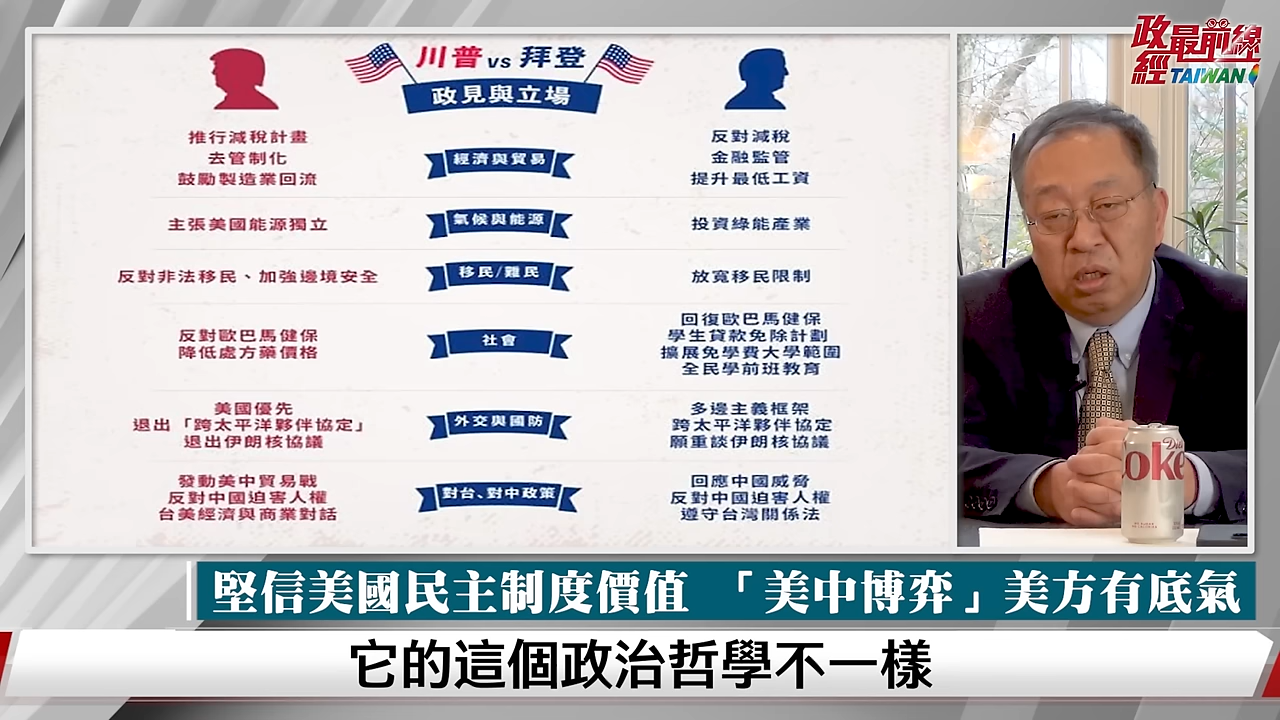 政經最前線
TAIWAN
川普 vs 拜登
政見與立場
推行減稅計畫
去管制化
鼓勵製造業回流
經濟與貿易
反對減稅
金融監管
提升最低工資
主張美國能源獨立
氣候與能源
投資綠能產業
反對非法移民、加強邊境安全
移民/難民
放寬移民限制
反對歐巴馬健保
降低處方藥價格
社會
回復歐巴馬健保
學生貸款免除計劃
擴展免學費大學範圍
全民學前班教育
美國優先
退出「跨太平洋夥伴協定」
退出伊朗核協議
外交與國防
多邊主義框架
跨太平洋夥伴協定
願重談伊朗核協議
發動美中貿易戰
反對中國迫害人權
台美經濟與商業對話
對台、對中政策
回應中國威脅
反對中國迫害人權
遵守台灣關係法
Die
oke
堅信美國民主制度價值 「美中博弈」美方有底氣
它的這個政治哲學不一樣